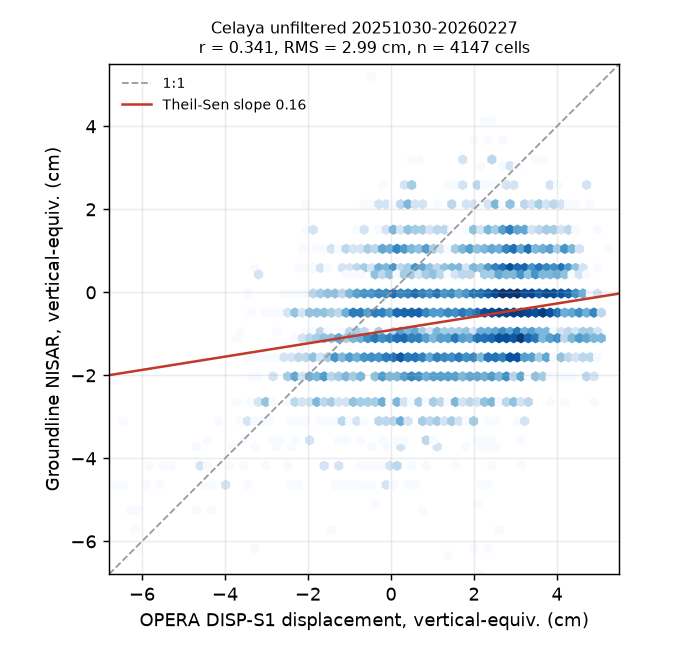 Celaya unfiltered 20251030-20260227
r = 0.341, RMS = 2.99 cm, n = 4147 cells
1:1
Theil-Sen slope 0.16
4
2
0
−2
−4
−6
Groundline NISAR, vertical-equiv. (cm)
−6 −4 −2 0 2 4
OPERA DISP-S1 displacement, vertical-equiv. (cm)